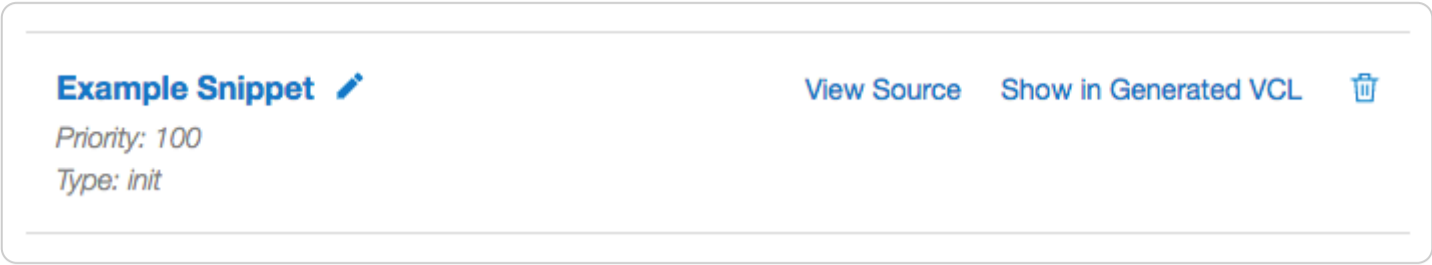 Example Snippet View Source Show in Generated VCL
Priority: 100
Type: init